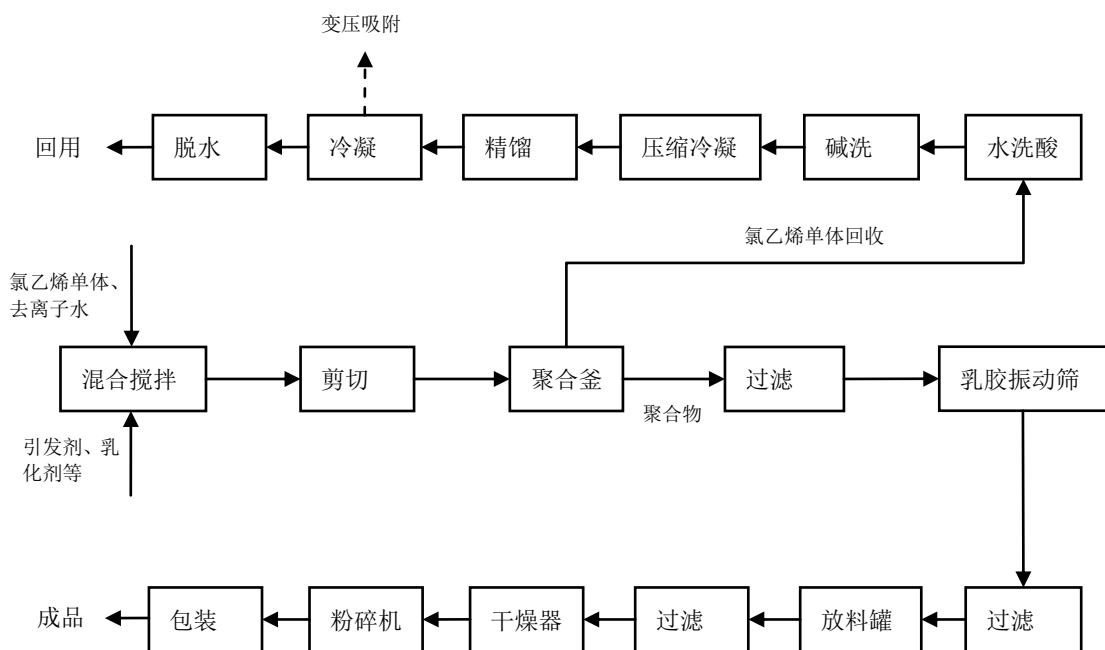 变压吸附
回用
脱水
冷凝
精馏
压缩冷凝
碱洗
水洗酸
氯乙烯单体回收
氯乙烯单体、
去离子水
混合搅拌
剪切
聚合釜
过滤
乳胶振动筛
聚合物
引发剂、乳
化剂等
成品
包装
粉碎机
干燥器
过滤
放料罐
过滤